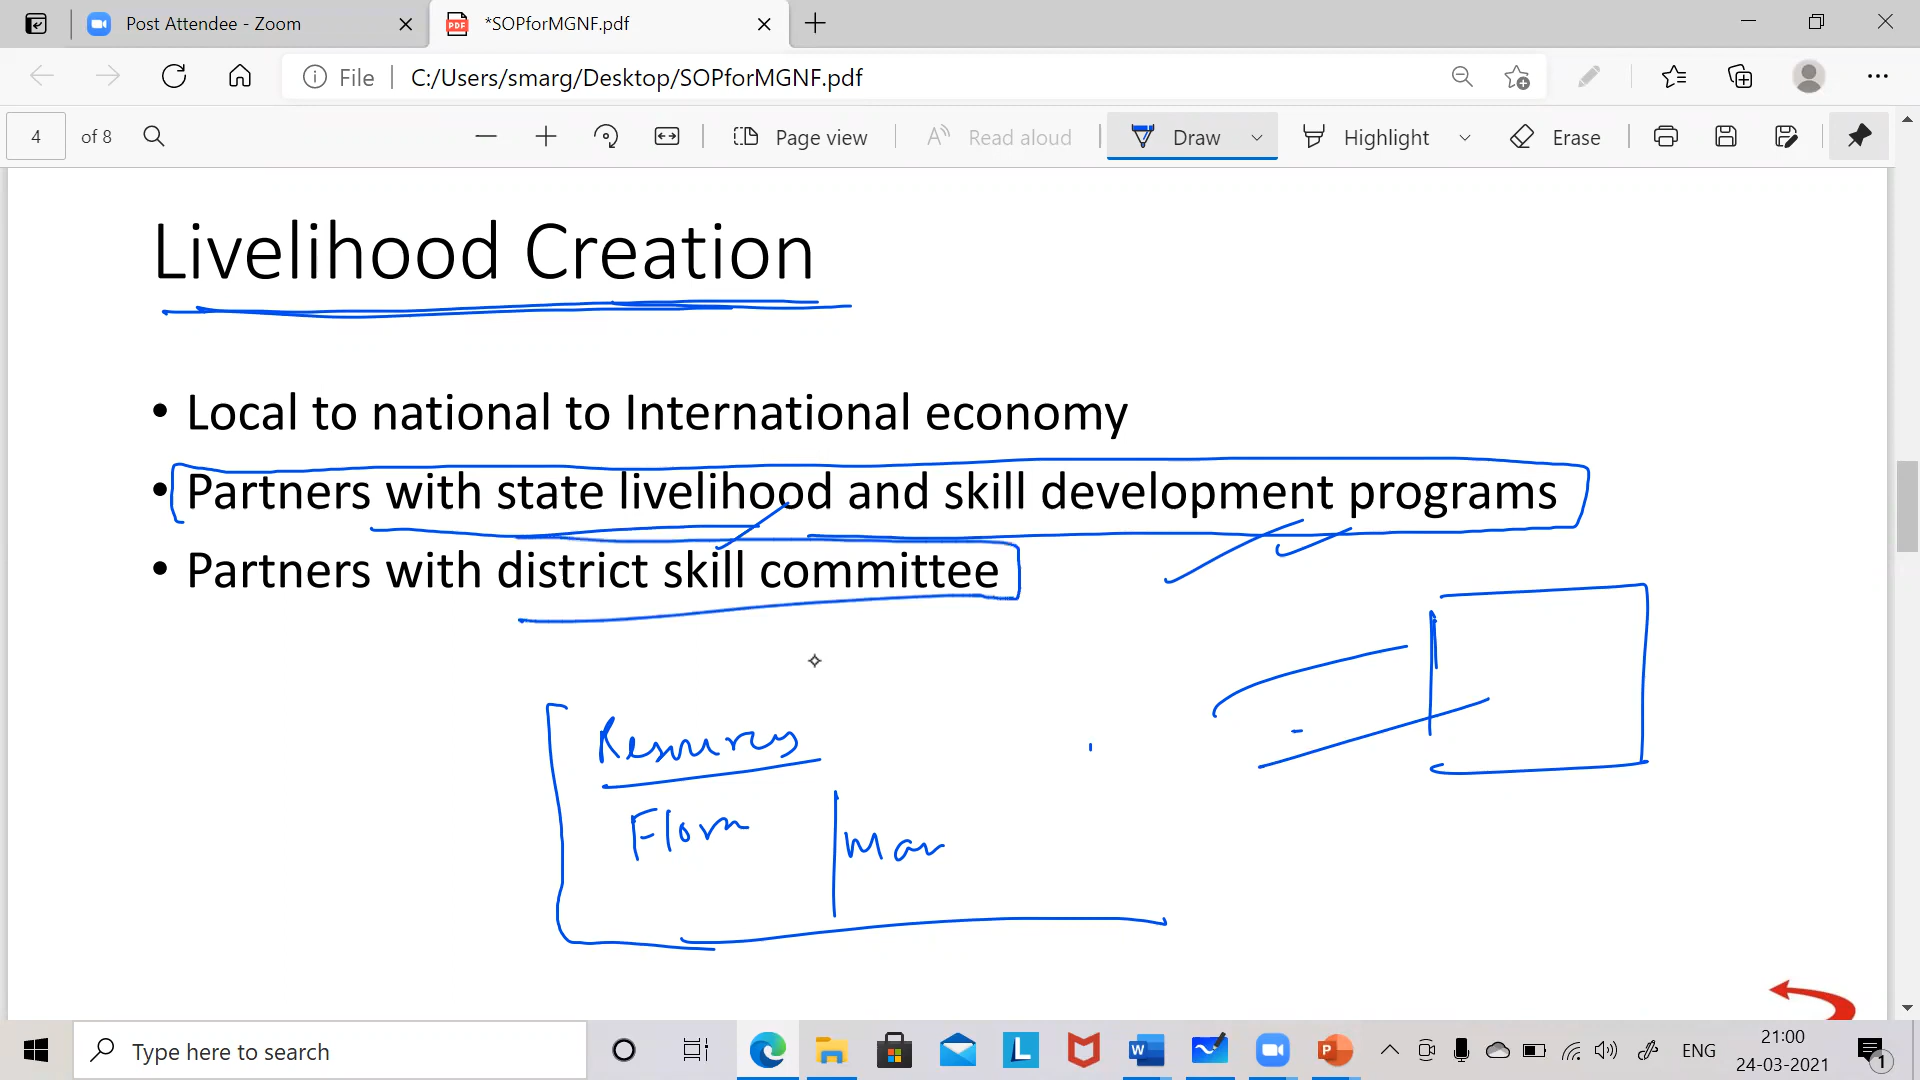 Post Attendee - Zoom
*SOPforMGNF.pdf
File
C:/Users/smarg/Desktop/SOPforMGNF.pdf
4 of 8
Page view
Read aloud
Draw
Highlight
Erase
Livelihood Creation
• Local to national to International economy
• Partners with state livelihood and skill development programs
• Partners with district skill committee
Resources
Type here to search
ENG
21:00
24-03-2021
1